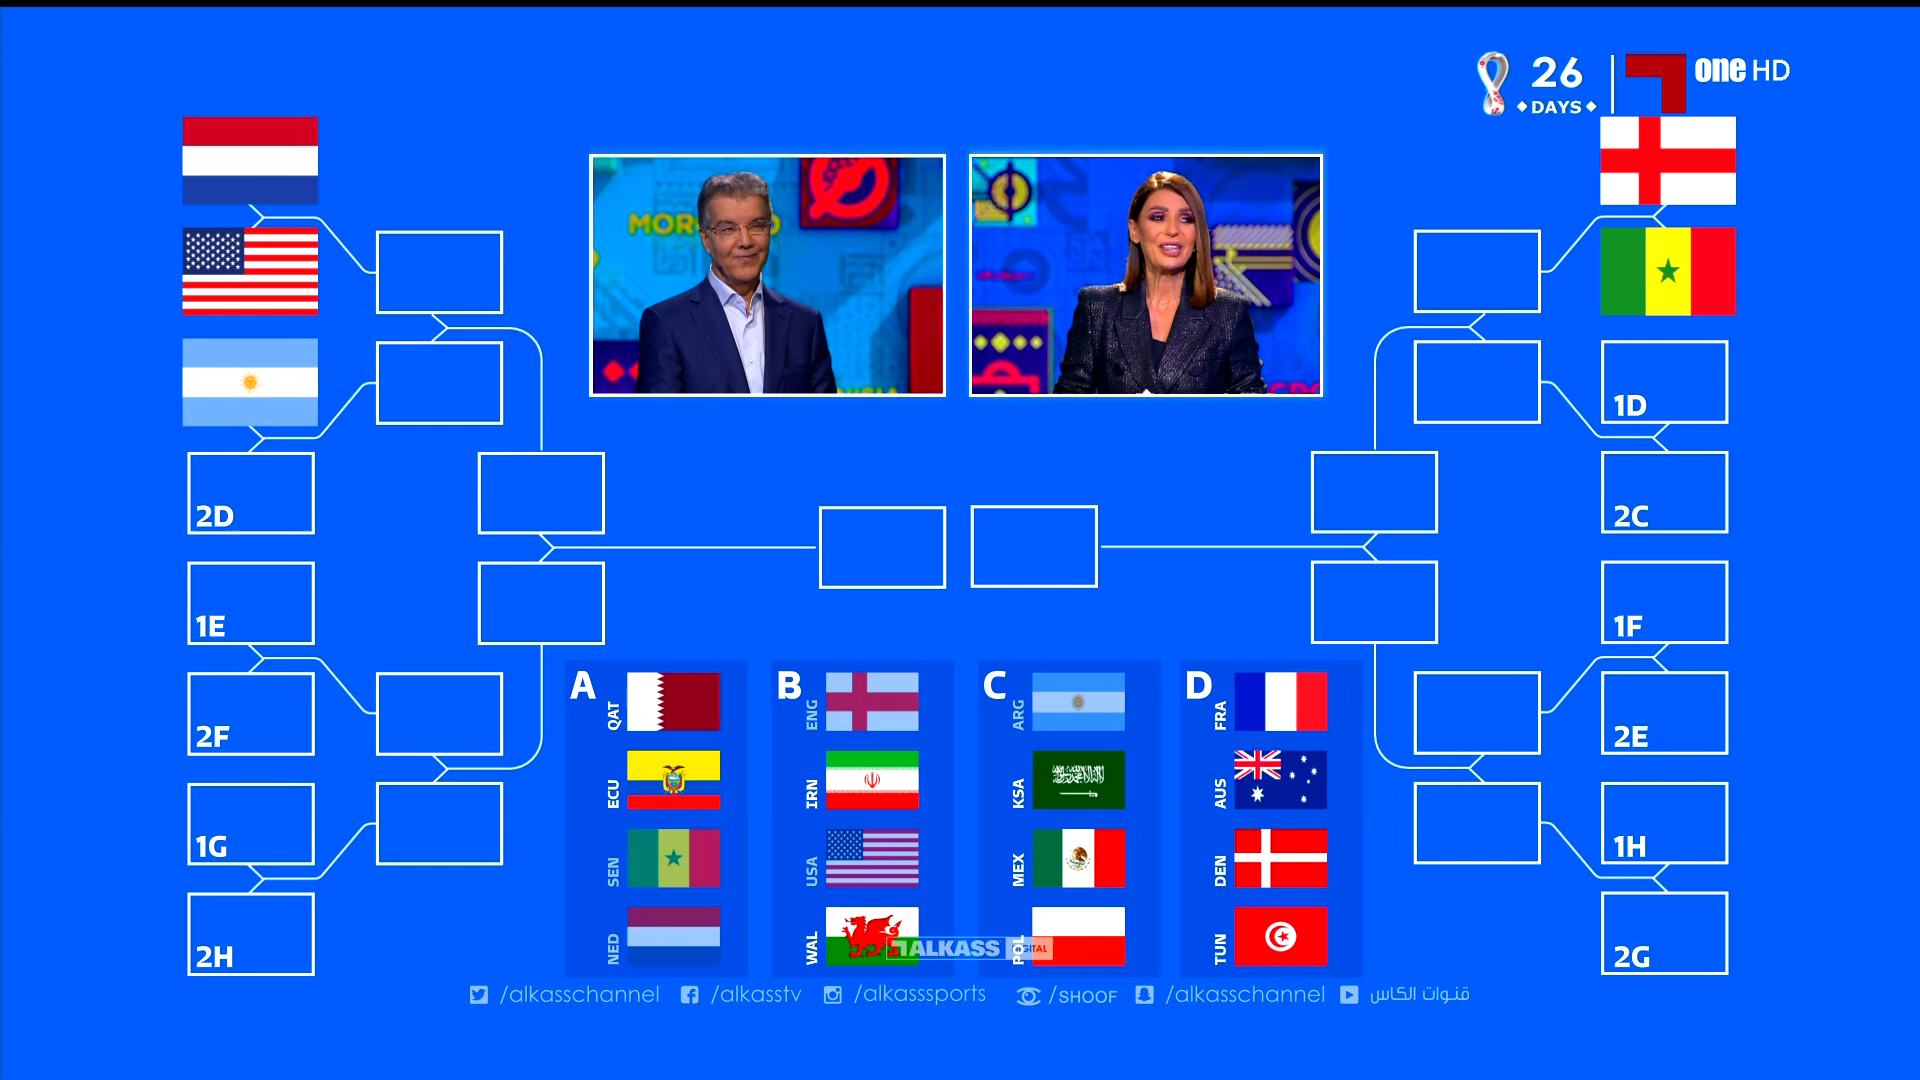 26
DAYS
one HD
MOR
1D
2D
2C
1E
1F
2F
2E
1G
1H
2H
2G
A
QAT
ECU
SEN
NED
B
ENG
IRN
USA
WAL
C
ARG
KSA
MEX
POL
D
FRA
AUS
DEN
TUN
ALKASS DIGITAL
/alkasschannel /alkasstv /alkasssports /SHOOF /alkasschannel قنوات الكاس